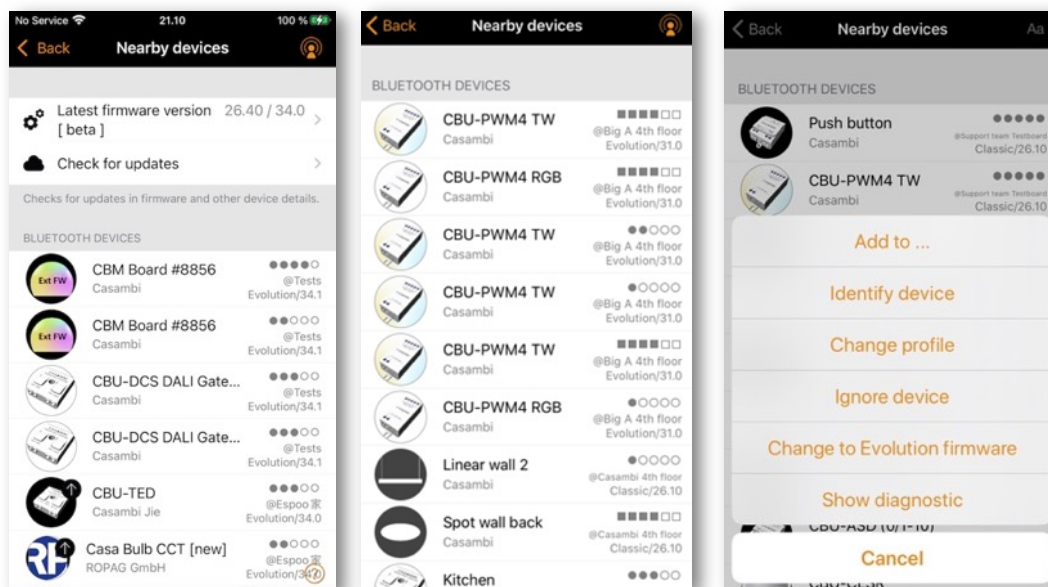 No Service 21.10 100 %
Back Nearby devices
Latest firmware version 26.40 / 34.0
[ beta ]
Check for updates
Checks for updates in firmware and other device details.
BLUETOOTH DEVICES
Ext FW
CBM Board #8856
Casambi
@Tests
Evolution/34.1
Ext FW
CBM Board #8856
Casambi
@Tests
Evolution/34.1
CBU-DCS DALI Gate...
Casambi
@Tests
Evolution/34.1
CBU-DCS DALI Gate...
Casambi
@Tests
Evolution/34.1
CBU-TED
Casambi Jie
@Espoo家
Evolution/34.0
Casa Bulb CCT [new]
ROPAG GmbH
@Espoo家
Evolution/34.0
Back Nearby devices
BLUETOOTH DEVICES
CBU-PWM4 TW
Casambi
@Big A 4th floor
Evolution/31.0
CBU-PWM4 RGB
Casambi
@Big A 4th floor
Evolution/31.0
CBU-PWM4 TW
Casambi
@Big A 4th floor
Evolution/31.0
CBU-PWM4 TW
Casambi
@Big A 4th floor
Evolution/31.0
CBU-PWM4 TW
Casambi
@Big A 4th floor
Evolution/31.0
CBU-PWM4 RGB
Casambi
@Big A 4th floor
Evolution/31.0
Linear wall 2
Casambi
@Casambi 4th floor
Classic/26.10
Spot wall back
Casambi
@Casambi 4th floor
Classic/26.10
Kitchen
Back Nearby devices Aa
BLUETOOTH DEVICES
Push button
Casambi
@Support team Testboard
Classic/26.10
CBU-PWM4 TW
Casambi
@Support team Testboard
Classic/26.10
Add to ...
Identify device
Change profile
Ignore device
Change to Evolution firmware
Show diagnostic
CBU-ASD (0/1-10)
Cancel